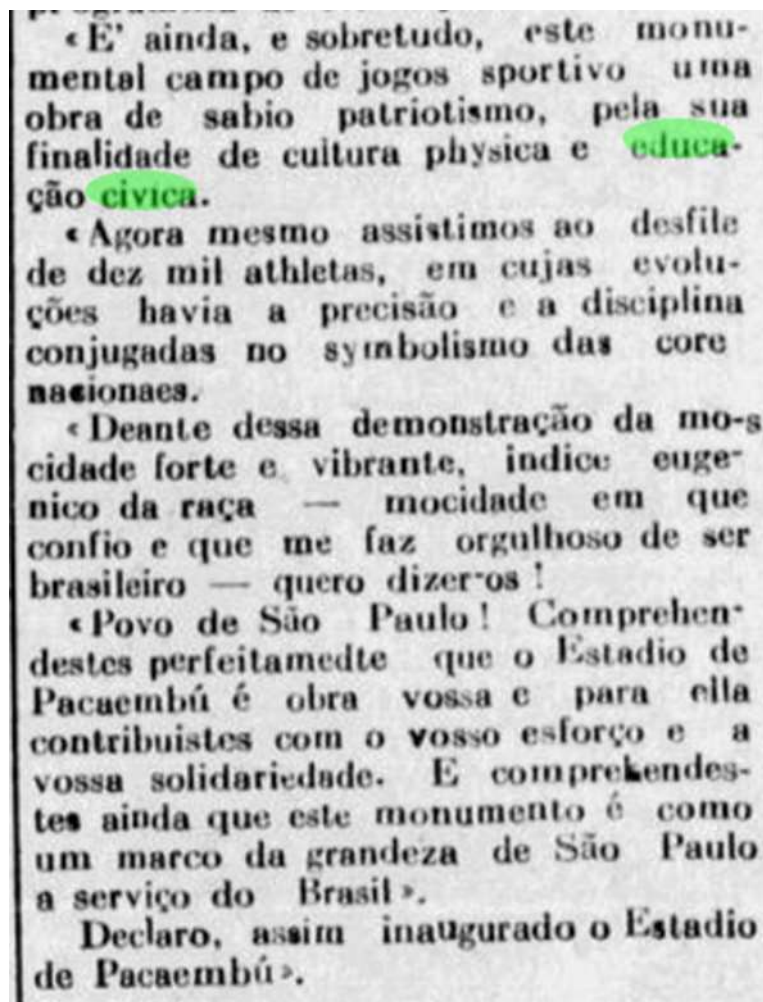 «E' ainda, e sobretudo, este monu-
mental campo de jogos sportivo uma
obra de sabio patriotismo, pela sua
finalidade de cultura physica e educa-
ção civica.
«Agora mesmo assistimos ao desfile
de dez mil athletas, em cujas evolu-
ções havia a precisão e a disciplina
conjugadas no symbolismo das core
nacionaes.
«Deante dessa demonstração da mo-s
cidade forte e vibrante, indice euge-
nico da raça — mocidade em que
confio e que me faz orgulhoso de ser
brasileiro — quero dizer-os!
«Povo de São Paulo! Comprehen-
destes perfeitamedte que o Estadio de
Pacaembú é obra vossa e para ella
contribuistes com o vosso esforço e a
vossa solidariedade. E comprehendes-
tes ainda que este monumento é como
um marco da grandeza de São Paulo
a serviço do Brasil».
Declaro, assim inaugurado o Estadio
de Pacaembú».